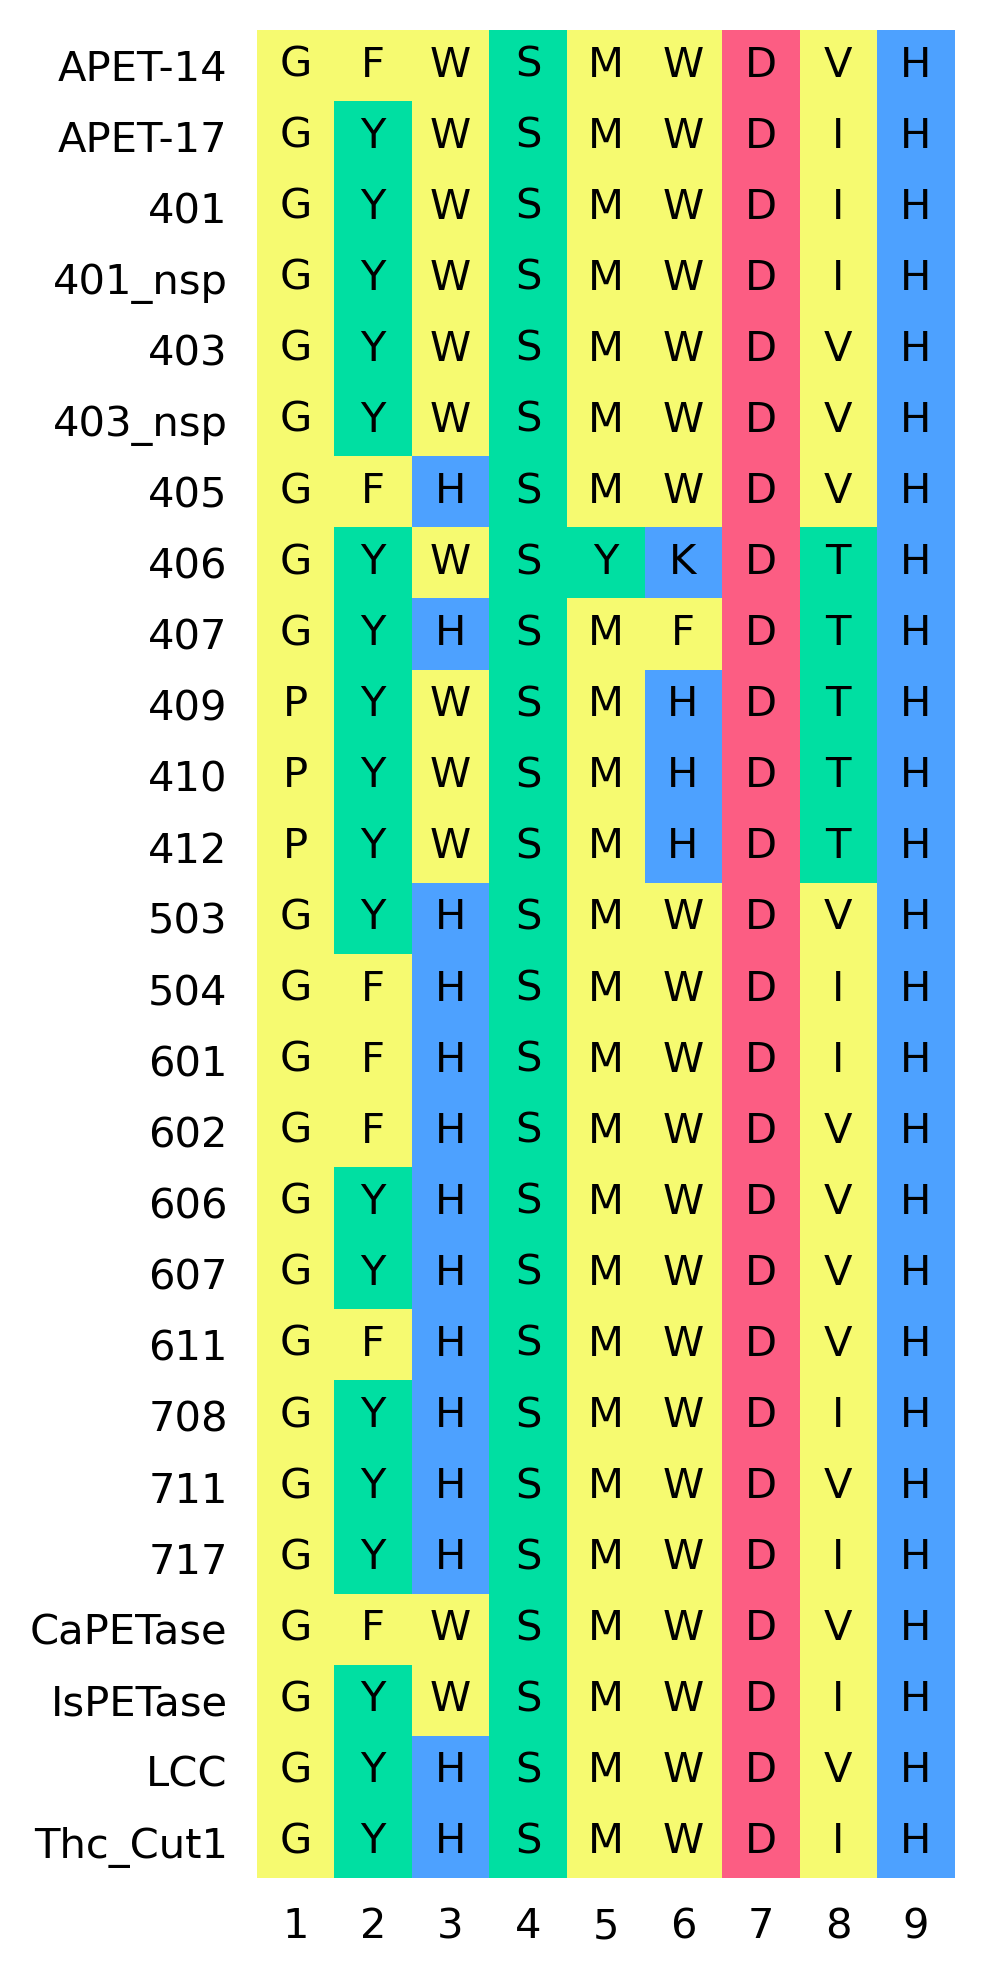 APET-14 G F W S M W D V H
APET-17 G Y W S M W D I H
401 G Y W S M W D I H
401_nsp G Y W S M W D I H
403 G Y W S M W D V H
403_nsp G Y W S M W D V H
405 G F H S M W D V H
406 G Y W S Y K D T H
407 G Y H S M F D T H
409 P Y W S M H D T H
410 P Y W S M H D T H
412 P Y W S M H D T H
503 G Y H S M W D V H
504 G F H S M W D I H
601 G F H S M W D I H
602 G F H S M W D V H
606 G Y H S M W D V H
607 G Y H S M W D V H
611 G F H S M W D V H
708 G Y H S M W D I H
711 G Y H S M W D V H
717 G Y H S M W D I H
CaPETase G F W S M W D V H
IsPETase G Y W S M W D I H
LCC G Y H S M W D V H
Thc_Cut1 G Y H S M W D I H
1 2 3 4 5 6 7 8 9